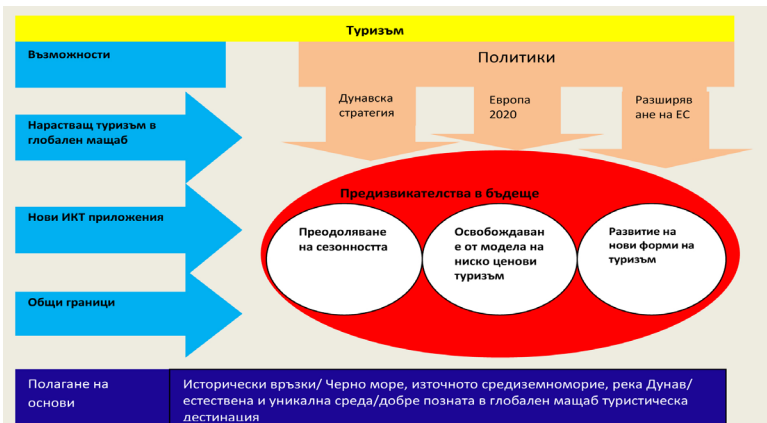 Туризъм
Възможности
Политики
Дунавска
стратегия
Европа
2020
Разширяв
ане на ЕС
Нарастващ туризъм в
глобален мащаб
Предизвикателства в бъдеще
Нови ИКТ приложения
Преодоляване
на сезонността
Освобождаван
е от модела на
ниско ценови
туризъм
Развитие на
нови форми на
туризъм
Общи граници
Полагане на
основи
Исторически връзки/ Черно море, източното средиземноморие, река Дунав/
естествена и уникална среда/добре позната в глобален мащаб туристическа
дестинация